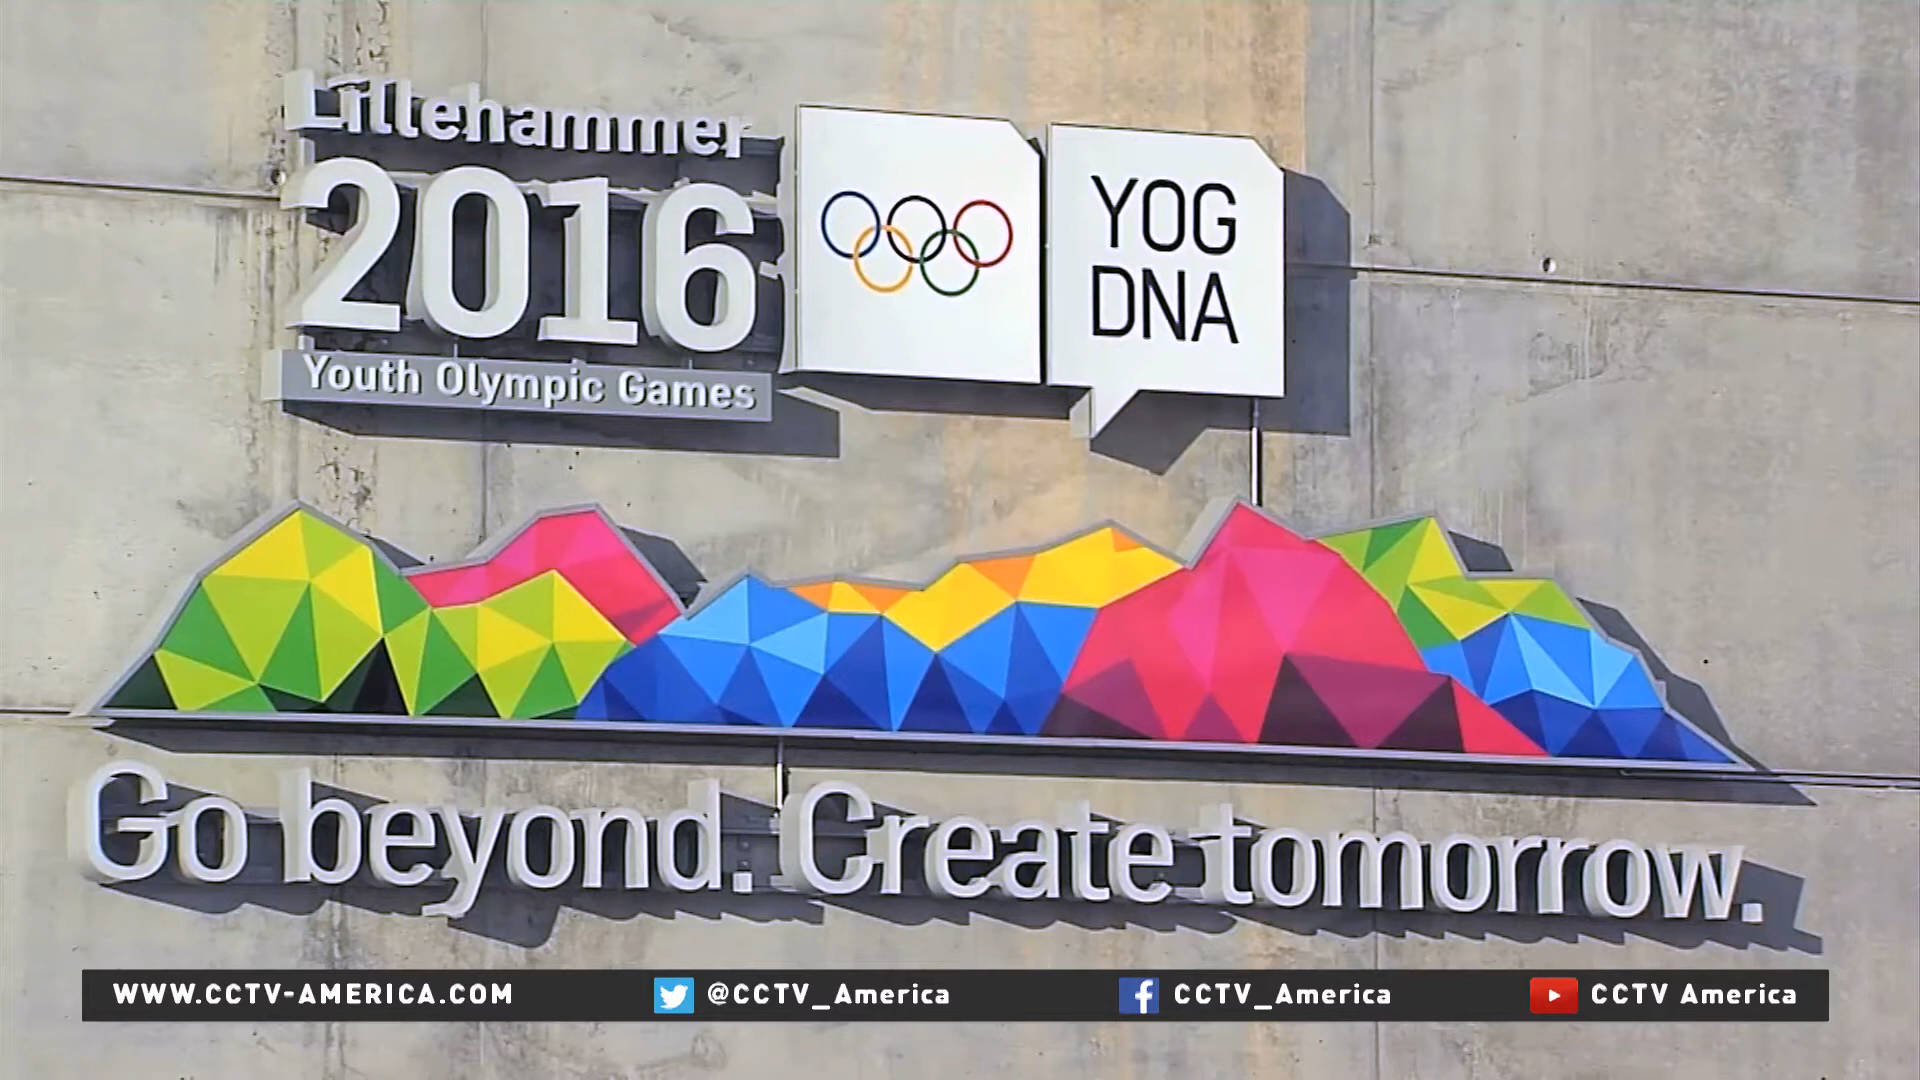 Lillehammer
2016
Youth Olympic Games
YOG
DNA
Go beyond. Create tomorrow.
WWW.CCTV-AMERICA.COM
@CCTV_America
CCTV_America
CCTV America